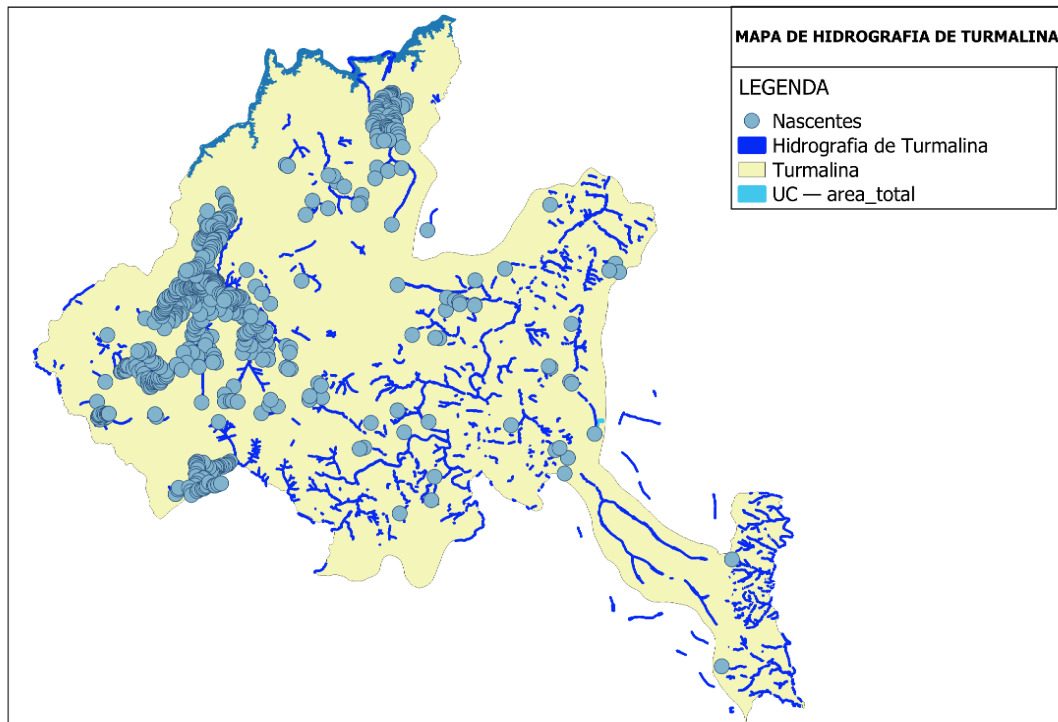 MAPA DE HIDROGRAFIA DE TURMALINA
LEGENDA
Nascentes
Hidrografia de Turmalina
Turmalina
UC — area_total